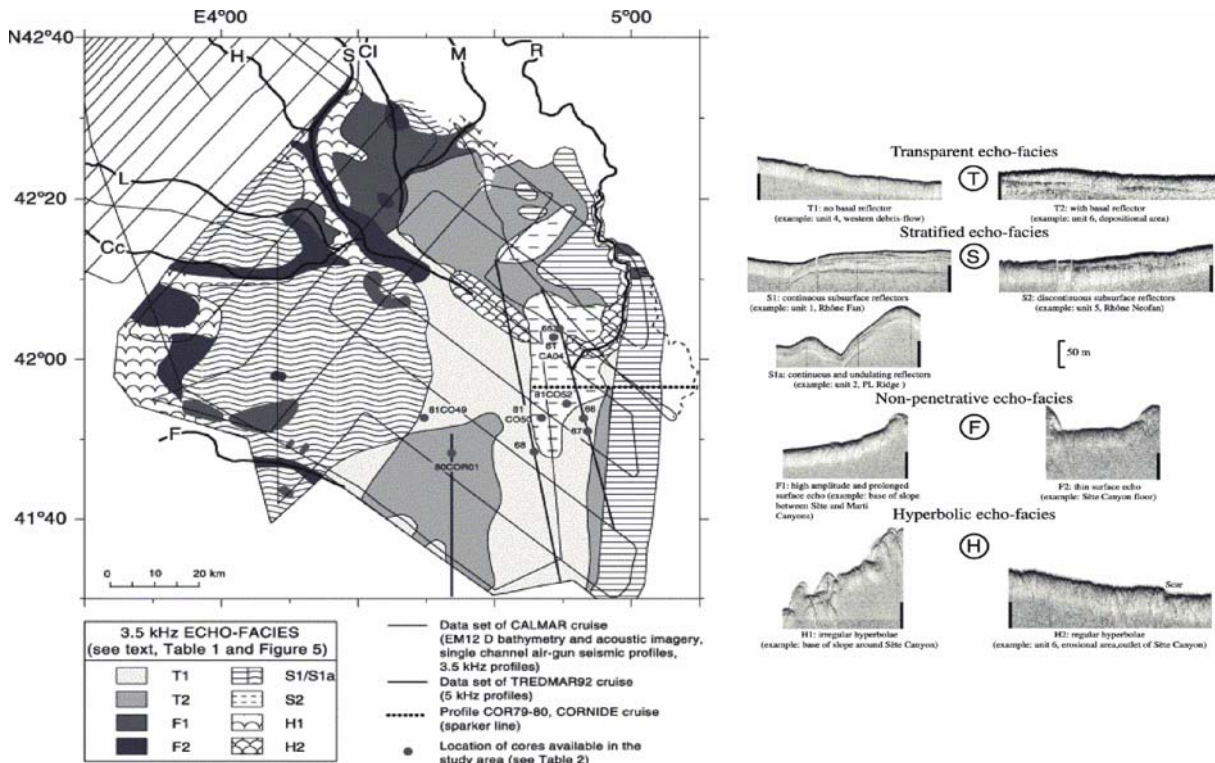 E4°00
5°00
N42°40
H
S
Cl
M
R
42°20
L
Cc
42°00
F
41°40
65
6T
CA04
81CO52
81CO49
81
CO50
66
67
68
80COR01
0 10 20 km
3.5 kHz ECHO-FACIES
(see text, Table 1 and Figure 5)
T1
T2
F1
F2
S1/S1a
S2
H1
H2
Data set of CALMAR cruise
(EM12 D bathymetry and acoustic imagery,
single channel air-gun seismic profiles,
3.5 kHz profiles)
Data set of TREDMAR92 cruise
(5 kHz profiles)
Profile COR79-80, CORNIDE cruise
(sparker line)
Location of cores available in the
study area (see Table 2)
Transparent echo-facies
T
T1: no basal reflector
(example: unit 4, western debris-flow)
T2: with basal reflector
(example: unit 6, depositional area)
Stratified echo-facies
S
S1: continuous subsurface reflectors
(example: unit 1, Rhône Fan)
S2: discontinuous subsurface reflectors
(example: unit 5, Rhône Neofan)
S1a: continuous and undulating reflectors
(example: unit 2, PL Ridge )
50 m
Non-penetrative echo-facies
F
F1: high amplitude and prolonged
surface echo (example: base of slope
between Sète and Marti
Canyons)
F2: thin surface echo
(example: Sète Canyon floor)
Hyperbolic echo-facies
H
Scar
H1: irregular hyperbolae
(example: base of slope around Sète Canyon)
H2: regular hyperbolae
(example: unit 6, erosional area,outlet of Sète Canyon)